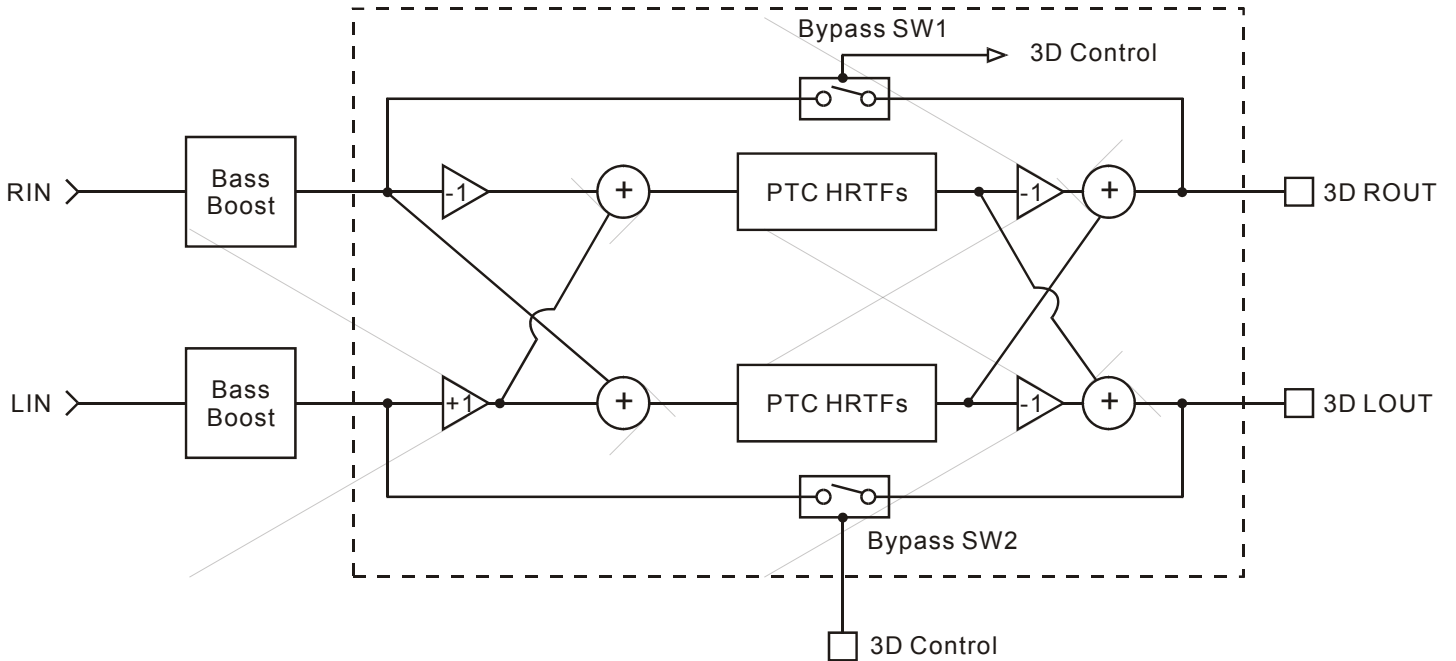 Bypass SW1
3D Control
RIN
Bass
Boost
-1
+
PTC HRTFs
-1
+
3D ROUT
LIN
Bass
Boost
+1
+
PTC HRTFs
-1
+
3D LOUT
Bypass SW2
3D Control